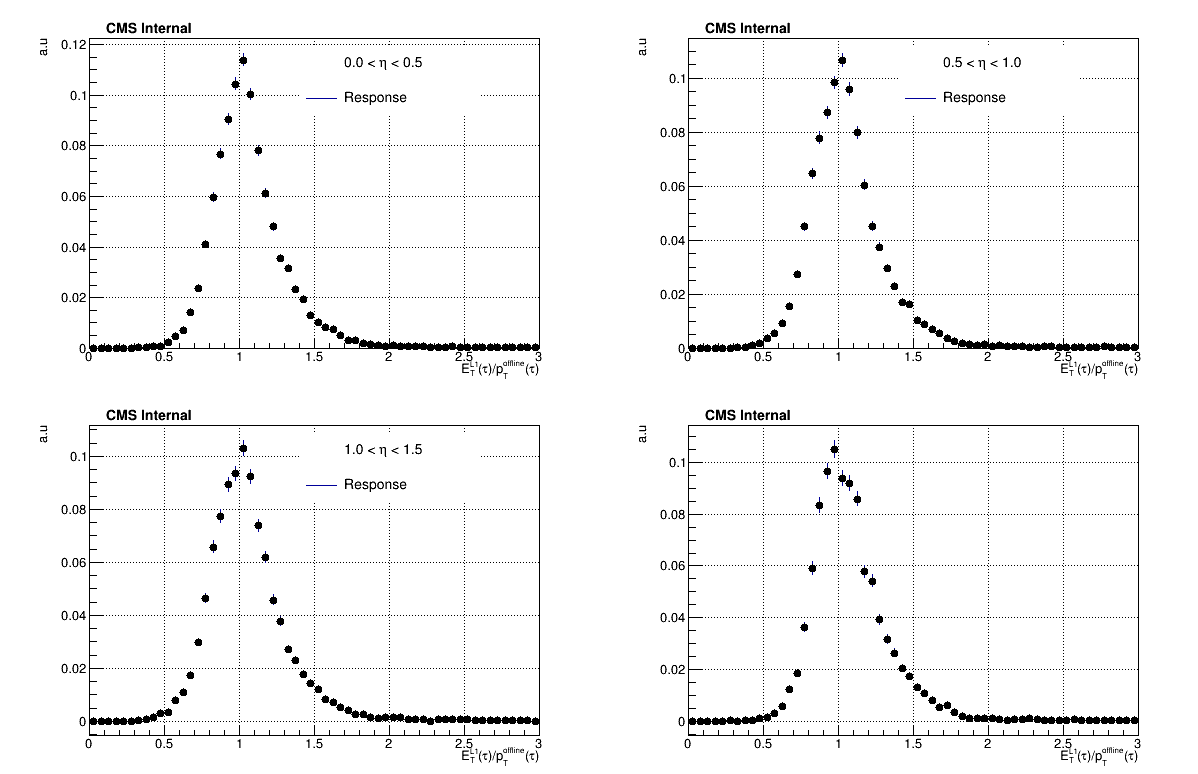 CMS Internal
a.u
0.12
0.1
0.08
0.06
0.04
0.02
0
0.0 < η < 0.5
Response
0 0.5 1 1.5 2 2.5 3
E_T^L1(τ)/p_T^offline(τ)
CMS Internal
a.u
0.1
0.08
0.06
0.04
0.02
0
0.5 < η < 1.0
Response
0 0.5 1 1.5 2 2.5 3
E_T^L1(τ)/p_T^offline(τ)
CMS Internal
a.u
0.1
0.08
0.06
0.04
0.02
0
1.0 < η < 1.5
Response
0 0.5 1 1.5 2 2.5 3
E_T^L1(τ)/p_T^offline(τ)
CMS Internal
a.u
0.1
0.08
0.06
0.04
0.02
0
0 0.5 1 1.5 2 2.5 3
E_T^L1(τ)/p_T^offline(τ)